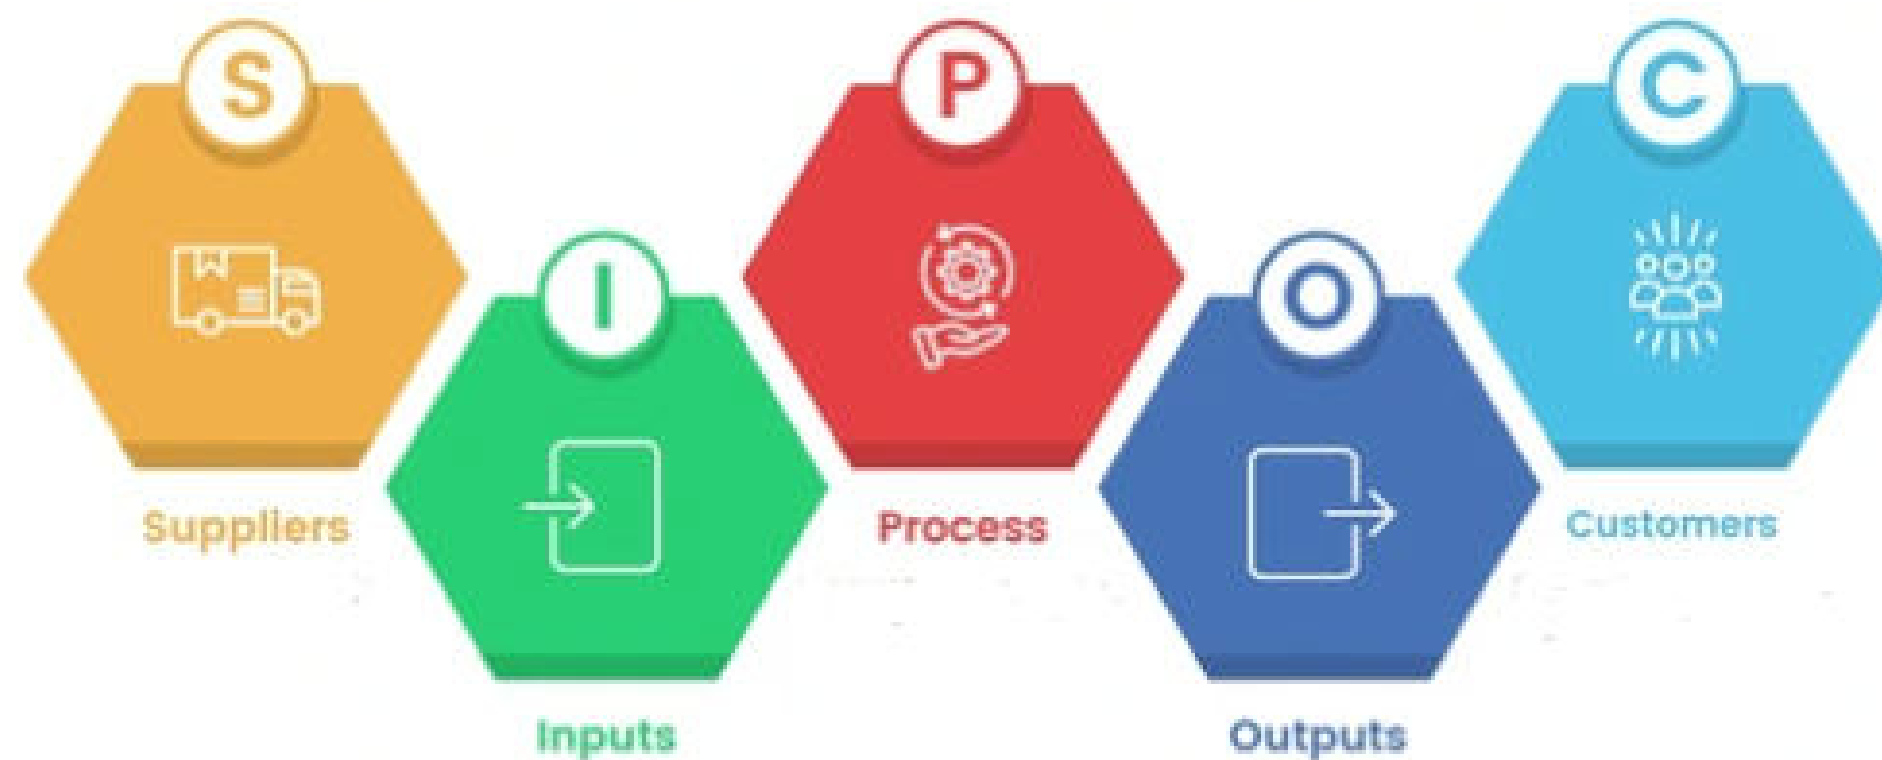 S
Suppliers
I
Inputs
P
Process
O
Outputs
C
Customers